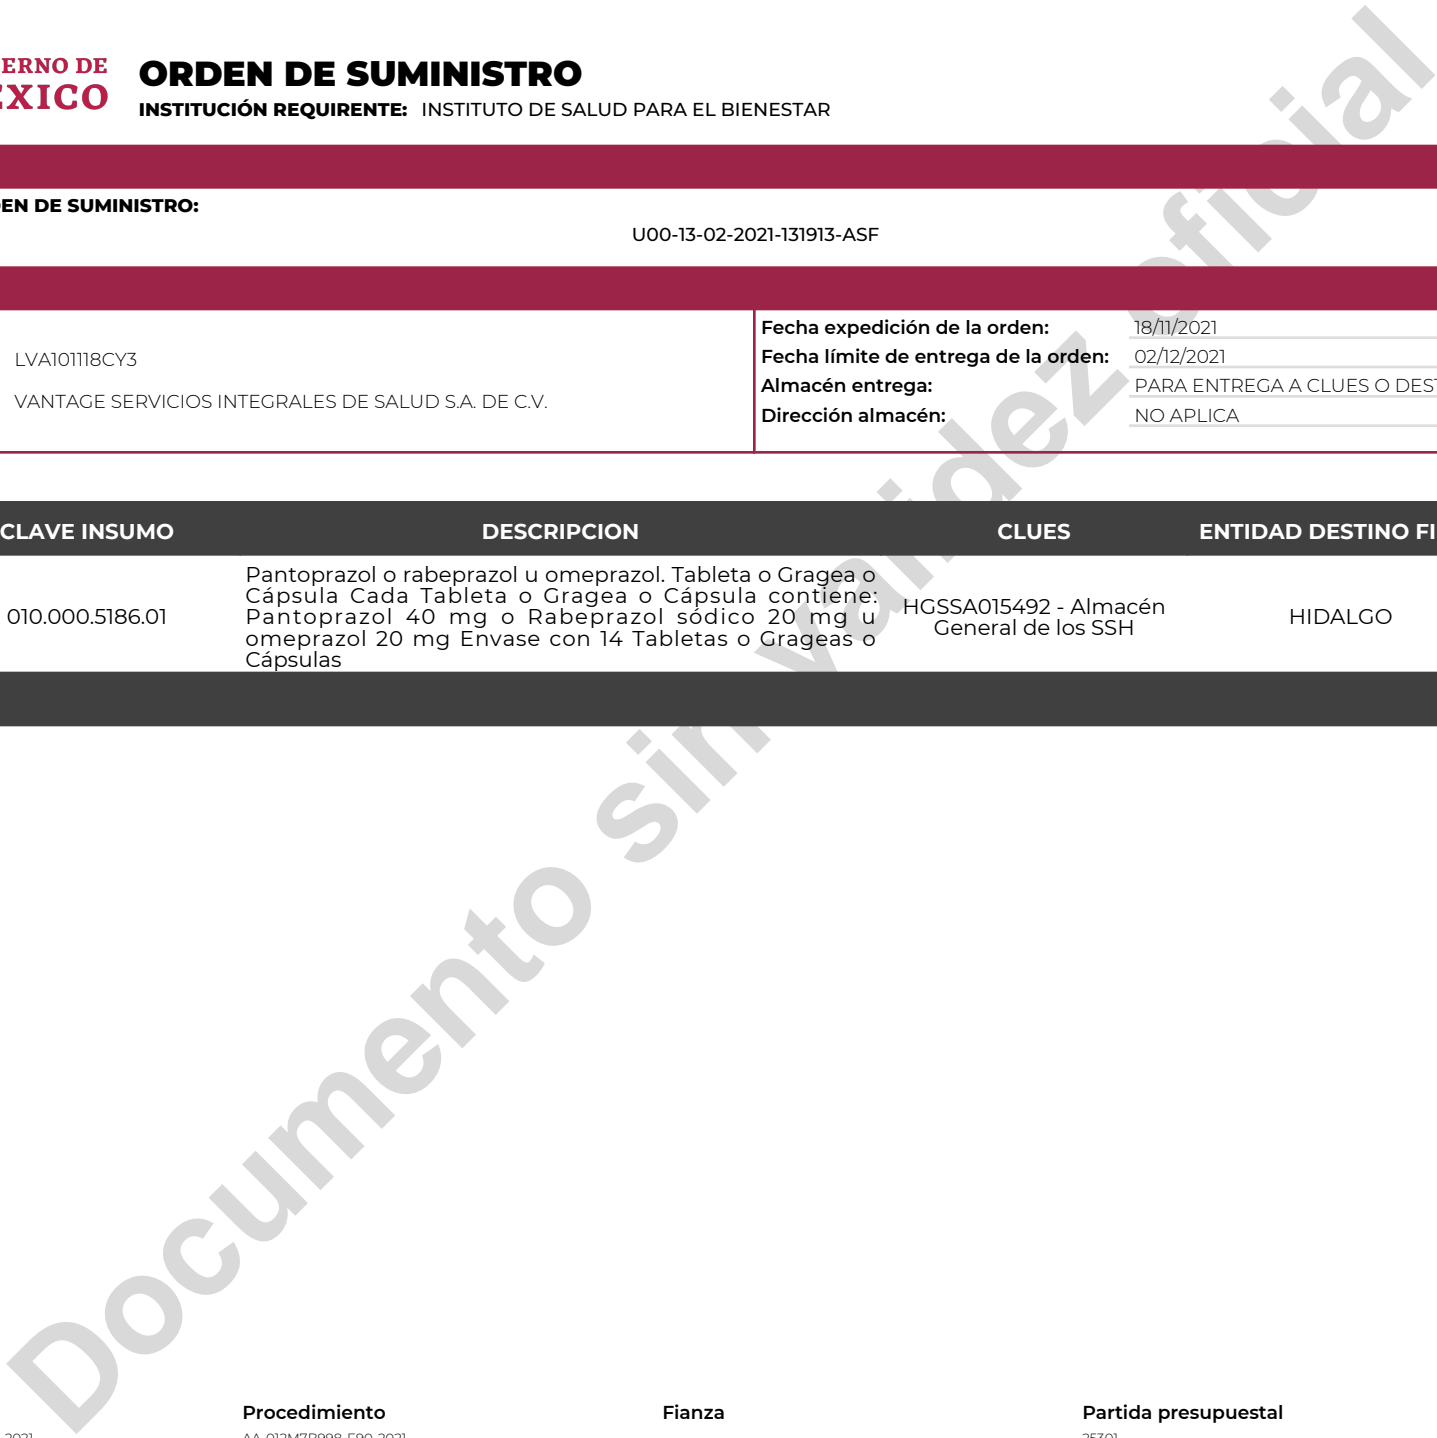 ERNO DE
ORDEN DE SUMINISTRO
INSTITUCIÓN REQUIRENTE: INSTITUTO DE SALUD PARA EL BIENESTAR
EXICO
EN DE SUMINISTRO:
U00-13-02-2021-131913-ASF
LVA101118CY3
VANTAGE SERVICIOS INTEGRALES DE SALUD S.A. DE C.V.
Fecha expedición de la orden: 18/11/2021
Fecha límite de entrega de la orden: 02/12/2021
Almacén entrega: PARA ENTREGA A CLUES O DEST
Dirección almacén: NO APLICA
CLAVE INSUMO DESCRIPCION CLUES ENTIDAD DESTINO FI
010.000.5186.01
Pantoprazol o rabeprazol u omeprazol. Tableta o Gragea o
Cápsula Cada Tableta o Gragea o Cápsula contiene:
Pantoprazol 40 mg o Rabeprazol sódico 20 mg u
omeprazol 20 mg Envase con 14 Tabletas o Grageas o
Cápsulas
HGSSA015492 - Almacén
General de los SSH
HIDALGO
Documento sin validez oficial
Procedimiento Fianza Partida presupuestal